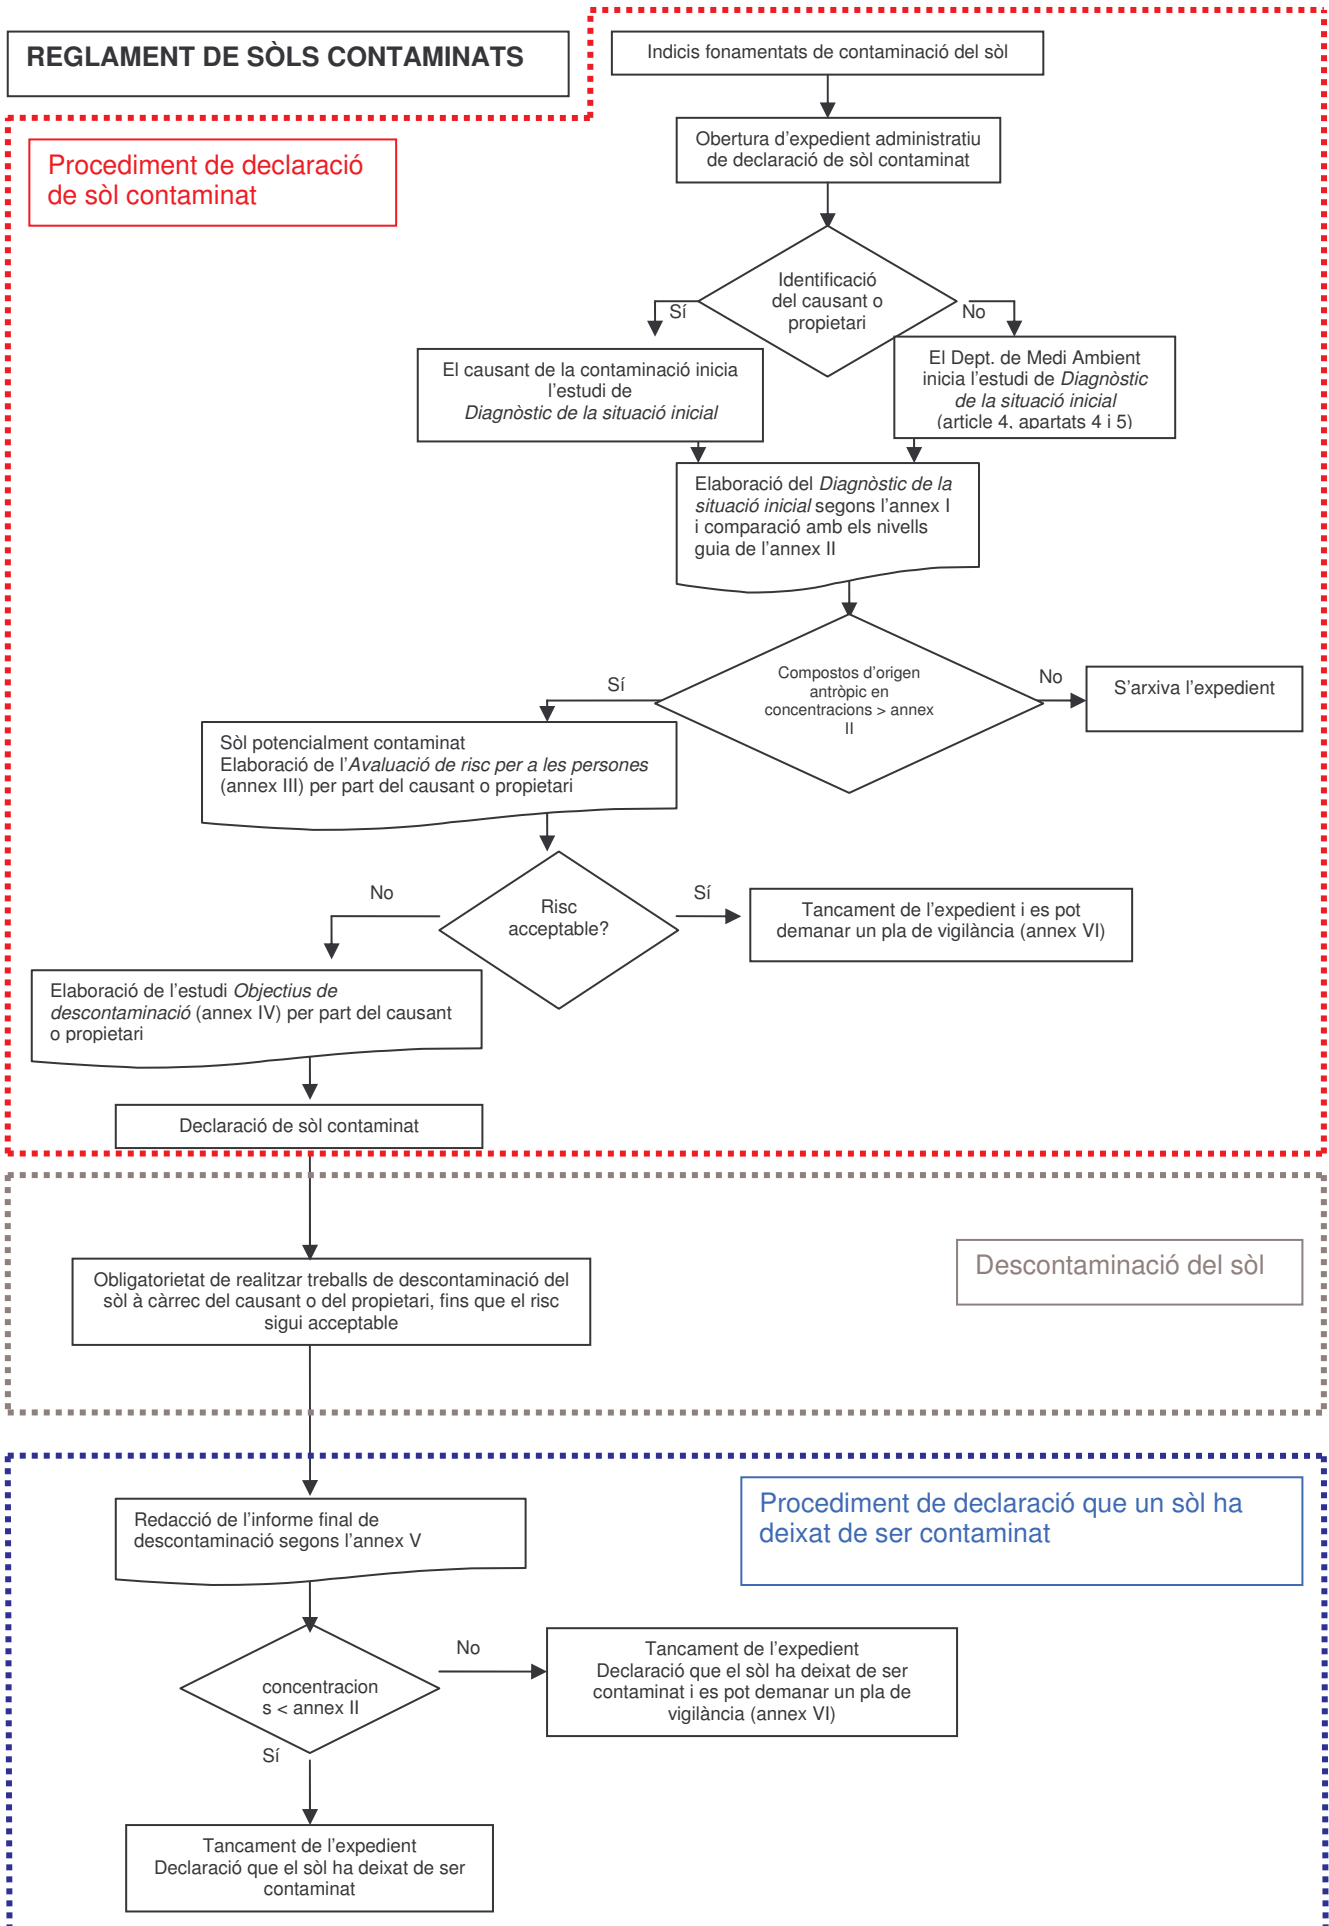 REGLAMENT DE SÒLS CONTAMINATS
Indicis fonamentats de contaminació del sòl
Procediment de declaració
de sòl contaminat
Obertura d'expedient administratiu
de declaració de sòl contaminat
Identificació
del causant o
propietari
Sí
No
El causant de la contaminació inicia
l'estudi de
Diagnòstic de la situació inicial
El Dept. de Medi Ambient
inicia l'estudi de Diagnòstic
de la situació inicial
(article 4, apartats 4 i 5)
Elaboració del Diagnòstic de la
situació inicial segons l'annex I
i comparació amb els nivells
guia de l'annex II
Compostos d'origen
antròpic en
concentracions > annex
II
Sí
No
S'arxiva l'expedient
Sòl potencialment contaminat
Elaboració de l'Avaluació de risc per a les persones
(annex III) per part del causant o propietari
Risc
acceptable?
No
Sí
Tancament de l'expedient i es pot
demanar un pla de vigilància (annex VI)
Elaboració de l'estudi Objectius de
descontaminació (annex IV) per part del causant
o propietari
Declaració de sòl contaminat
Descontaminació del sòl
Obligatorietat de realitzar treballs de descontaminació del
sòl à càrrec del causant o del propietari, fins que el risc
sigui acceptable
Procediment de declaració que un sòl ha
deixat de ser contaminat
Redacció de l'informe final de
descontaminació segons l'annex V
concentracion
s < annex II
No
Tancament de l'expedient
Declaració que el sòl ha deixat de ser
contaminat i es pot demanar un pla de
vigilància (annex VI)
Sí
Tancament de l'expedient
Declaració que el sòl ha deixat de ser
contaminat